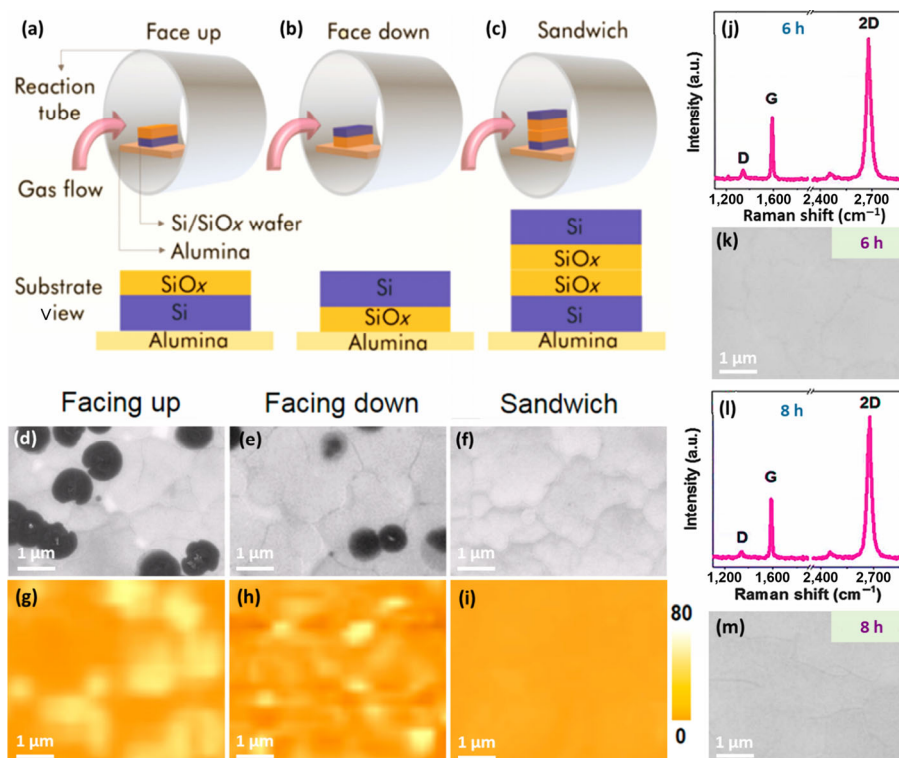 (a)
Face up
(b)
Face down
(c)
Sandwich
Reaction
tube
Gas flow
Si/SiOx wafer
Alumina
Substrate
view
SiOx
Si
Alumina
Si
SiOx
Alumina
Si
SiOx
SiOx
Si
Facing up
Facing down
Sandwich
(d)
1 µm
(e)
1 µm
(f)
1 µm
(g)
1 µm
(h)
1 µm
(i)
1 µm
80
0
(j)
6 h
2D
G
D
Intensity (a.u.)
1,200 1,600 2,400 2,700
Raman shift (cm⁻¹)
(k)
6 h
1 µm
(l)
8 h
2D
G
D
Intensity (a.u.)
1,200 1,600 2,400 2,700
Raman shift (cm⁻¹)
(m)
8 h
1 µm